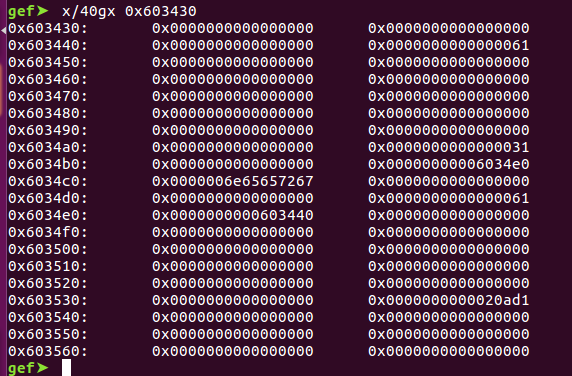 gef➤ x/40gx 0x603430
0x603430: 0x0000000000000000 0x0000000000000000
0x603440: 0x0000000000000000 0x0000000000000061
0x603450: 0x0000000000000000 0x0000000000000000
0x603460: 0x0000000000000000 0x0000000000000000
0x603470: 0x0000000000000000 0x0000000000000000
0x603480: 0x0000000000000000 0x0000000000000000
0x603490: 0x0000000000000000 0x0000000000000000
0x6034a0: 0x0000000000000000 0x0000000000000031
0x6034b0: 0x0000000000000000 0x00000000006034e0
0x6034c0: 0x0000006e65657267 0x0000000000000000
0x6034d0: 0x0000000000000000 0x0000000000000061
0x6034e0: 0x0000000000603440 0x0000000000000000
0x6034f0: 0x0000000000000000 0x0000000000000000
0x603500: 0x0000000000000000 0x0000000000000000
0x603510: 0x0000000000000000 0x0000000000000000
0x603520: 0x0000000000000000 0x0000000000000000
0x603530: 0x0000000000000000 0x0000000000020ad1
0x603540: 0x0000000000000000 0x0000000000000000
0x603550: 0x0000000000000000 0x0000000000000000
0x603560: 0x0000000000000000 0x0000000000000000
gef➤